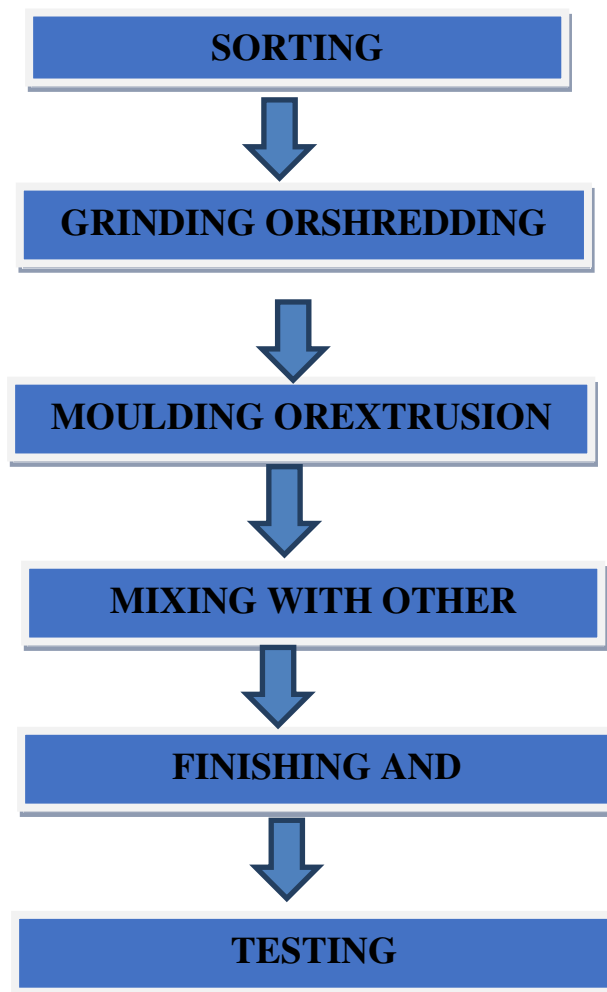 SORTING
GRINDING ORSHREDDING
MOULDING OREXTRUSION
MIXING WITH OTHER
FINISHING AND
TESTING